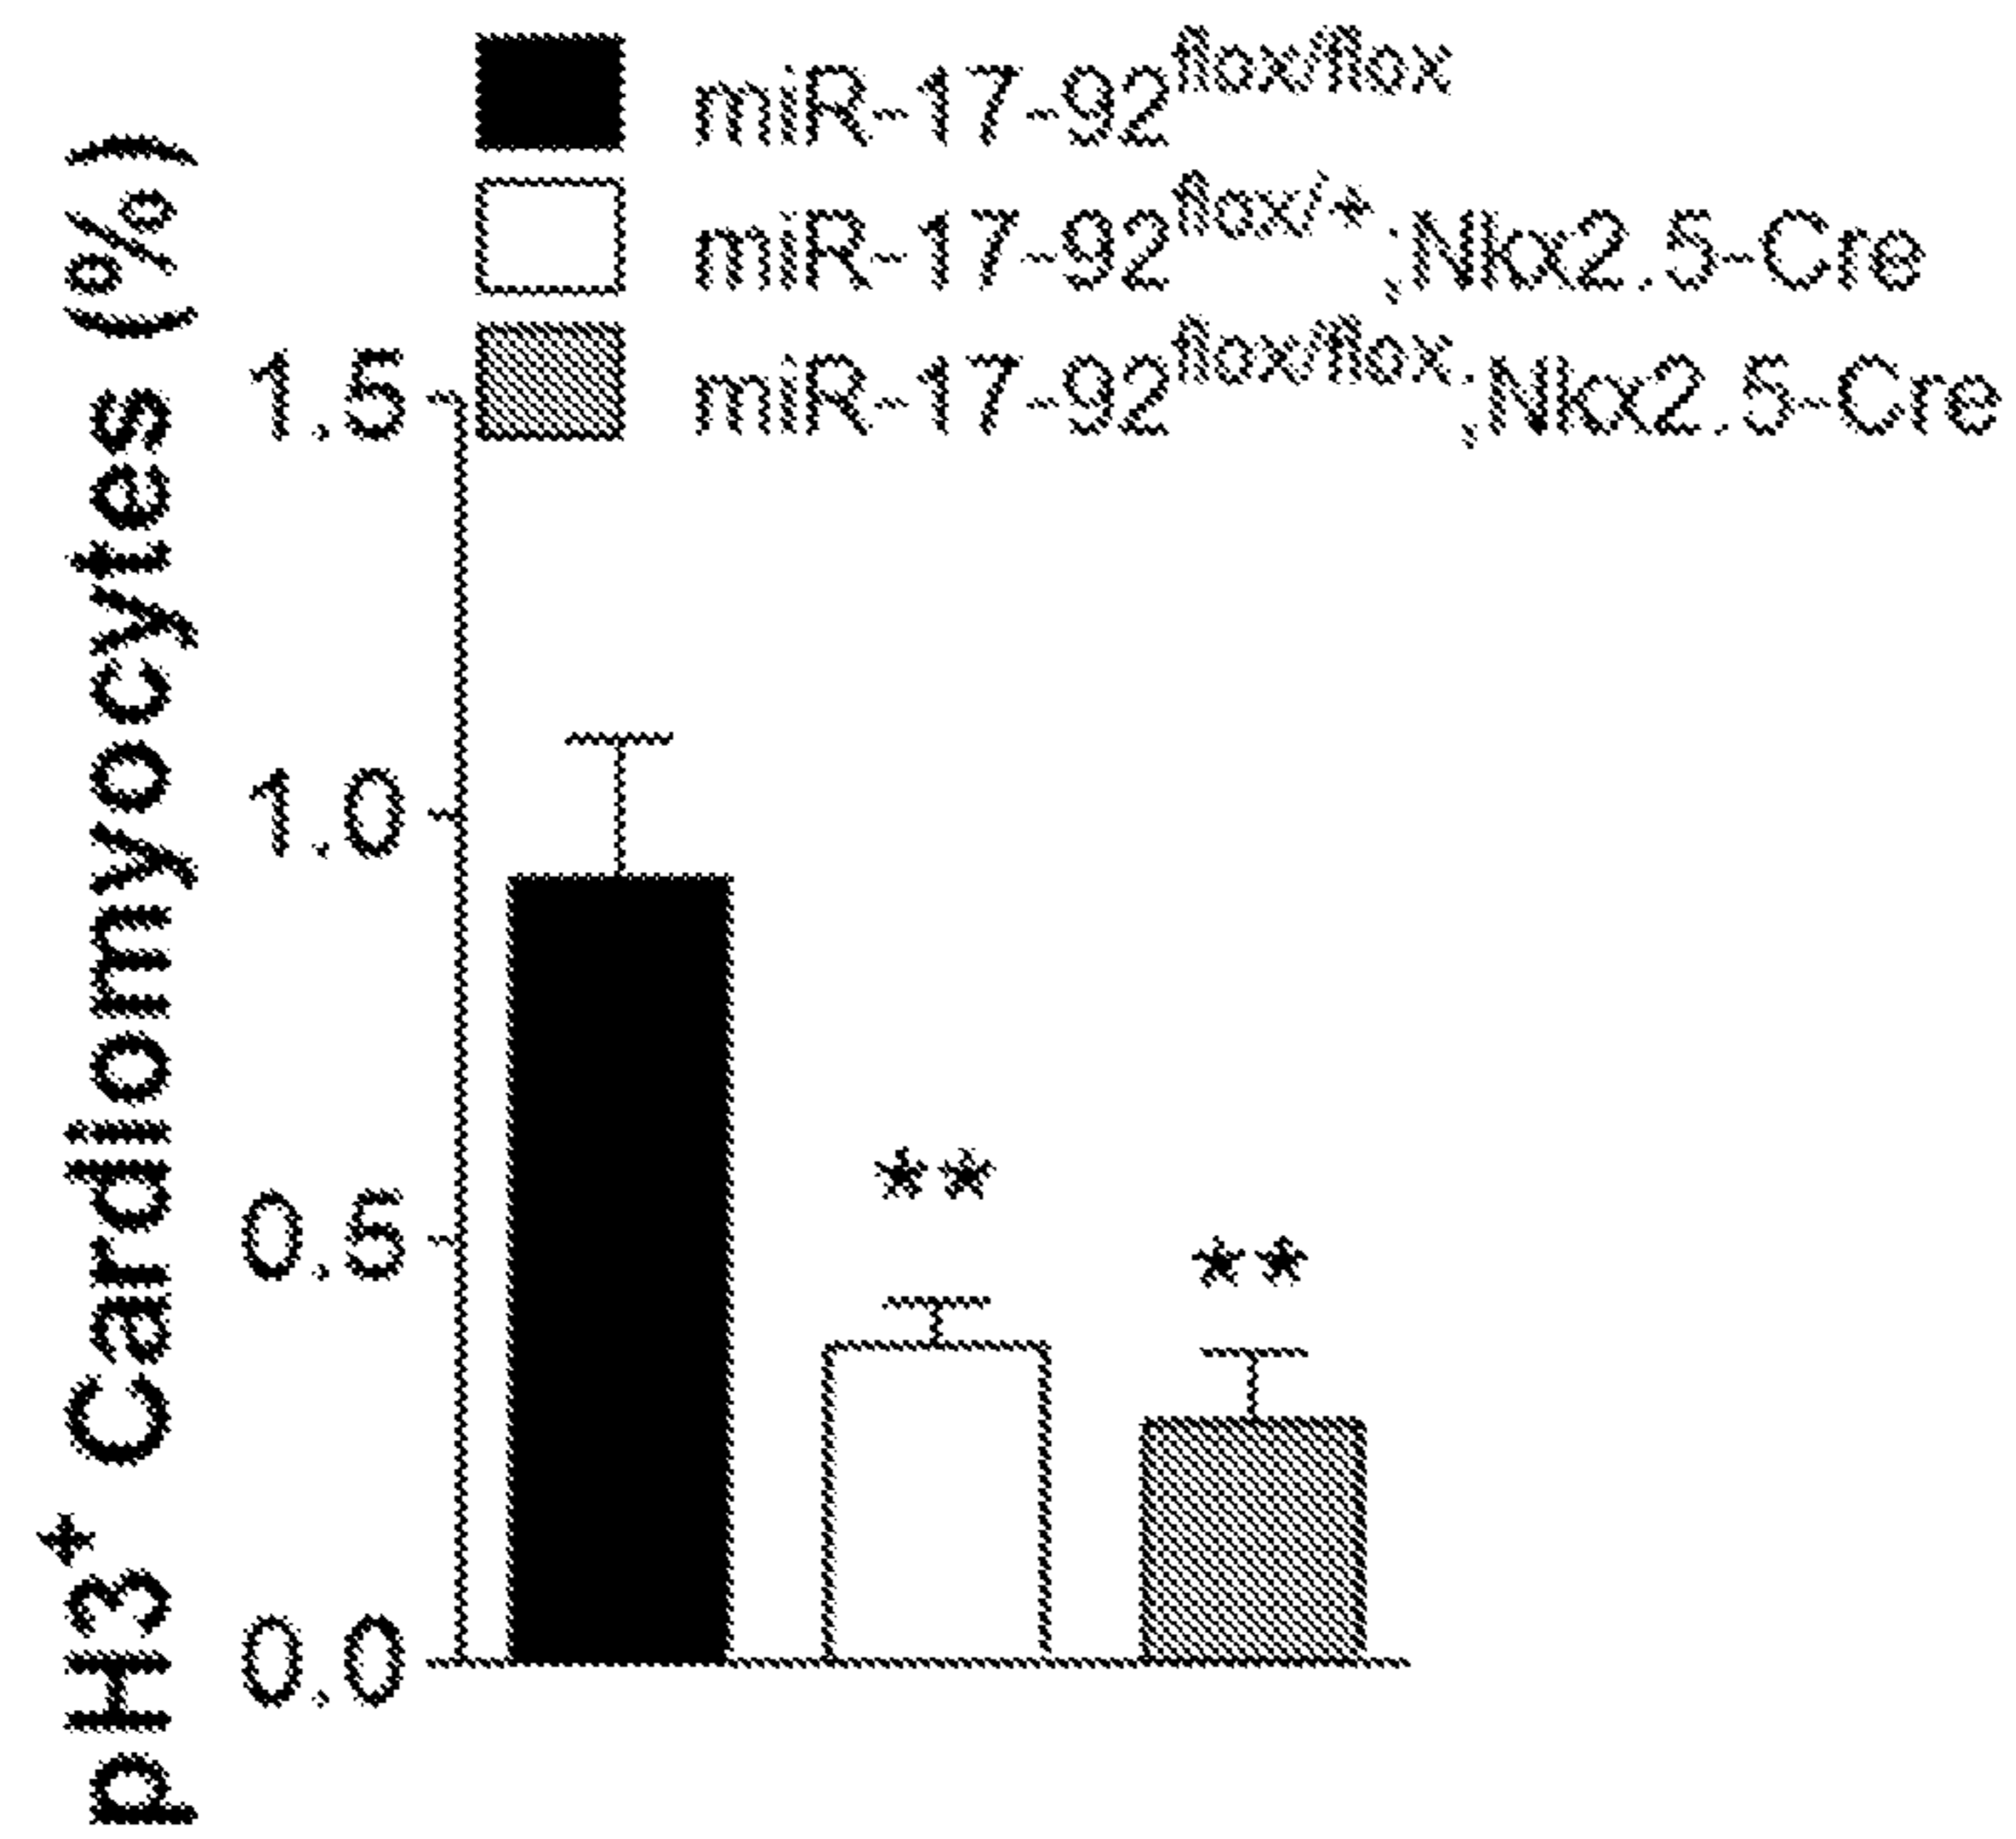 miR-17-92flox/flox
miR-17-92flox/+;Nkx2.5-Cre
miR-17-92flox/flox;Nkx2.5-Cre
pH3+ Cardiomyocytes (%)
1.5
1.0
**
0.5
**
0.0